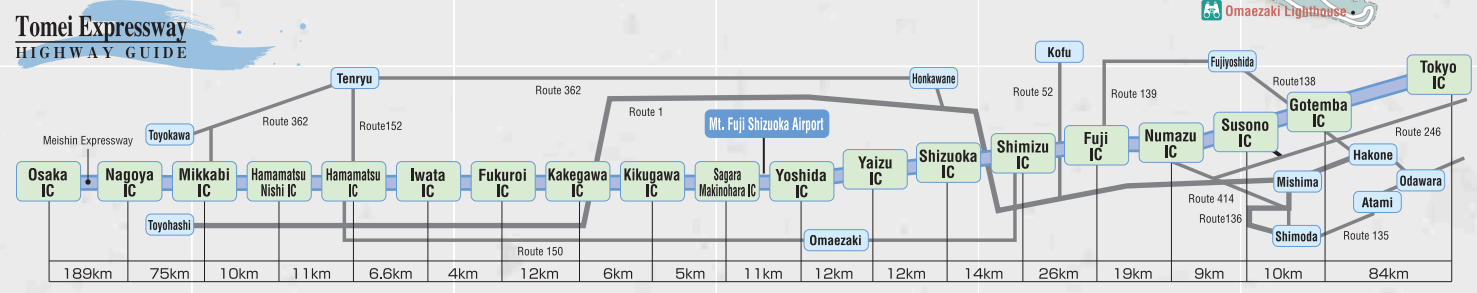 Tomei Expressway
HIGHWAY GUIDE
Omaezaki Lighthouse
Kofu
Fujiyoshida
Tokyo
IC
Tenryu
Honkawane
Route138
Route 362
Route 52
Route 139
Gotemba
IC
Route 1
Mt. Fuji Shizuoka Airport
Toyokawa
Route 362
Route152
Susono
IC
Numazu
IC
Route 246
Meishin Expressway
Fuji
IC
Shimizu
IC
Shizuoka
IC
Yaizu
IC
Hakone
Osaka
IC
Nagoya
IC
Mikkabi
IC
Hamamatsu
Nishi IC
Hamamatsu
IC
Iwata
IC
Fukuroi
IC
Kakegawa
IC
Kikugawa
IC
Sagara
Makinohara IC
Yoshida
IC
Mishima
Odawara
Route 414
Atami
Route136
Toyohashi
Route 150
Omaezaki
Shimoda
Route 135
189km
75km
10km
11km
6.6km
4km
12km
6km
5km
11km
12km
12km
14km
26km
19km
9km
10km
84km